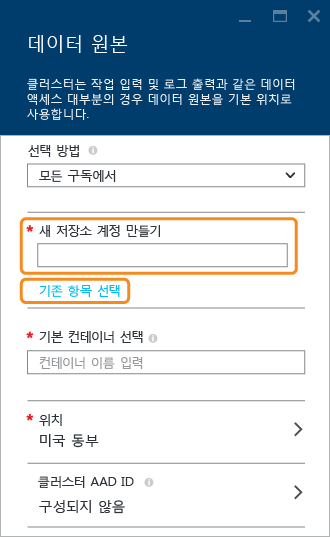 데이터 원본
클러스터는 작업 입력 및 로그 출력과 같은 데이터
액세스 대부분의 경우 데이터 원본을 기본 위치로
사용합니다.
선택 방법
모든 구독에서
* 새 저장소 계정 만들기
기존 항목 선택
* 기본 컨테이너 선택
컨테이너 이름 입력
* 위치
미국 동부
클러스터 AAD ID
구성되지 않음